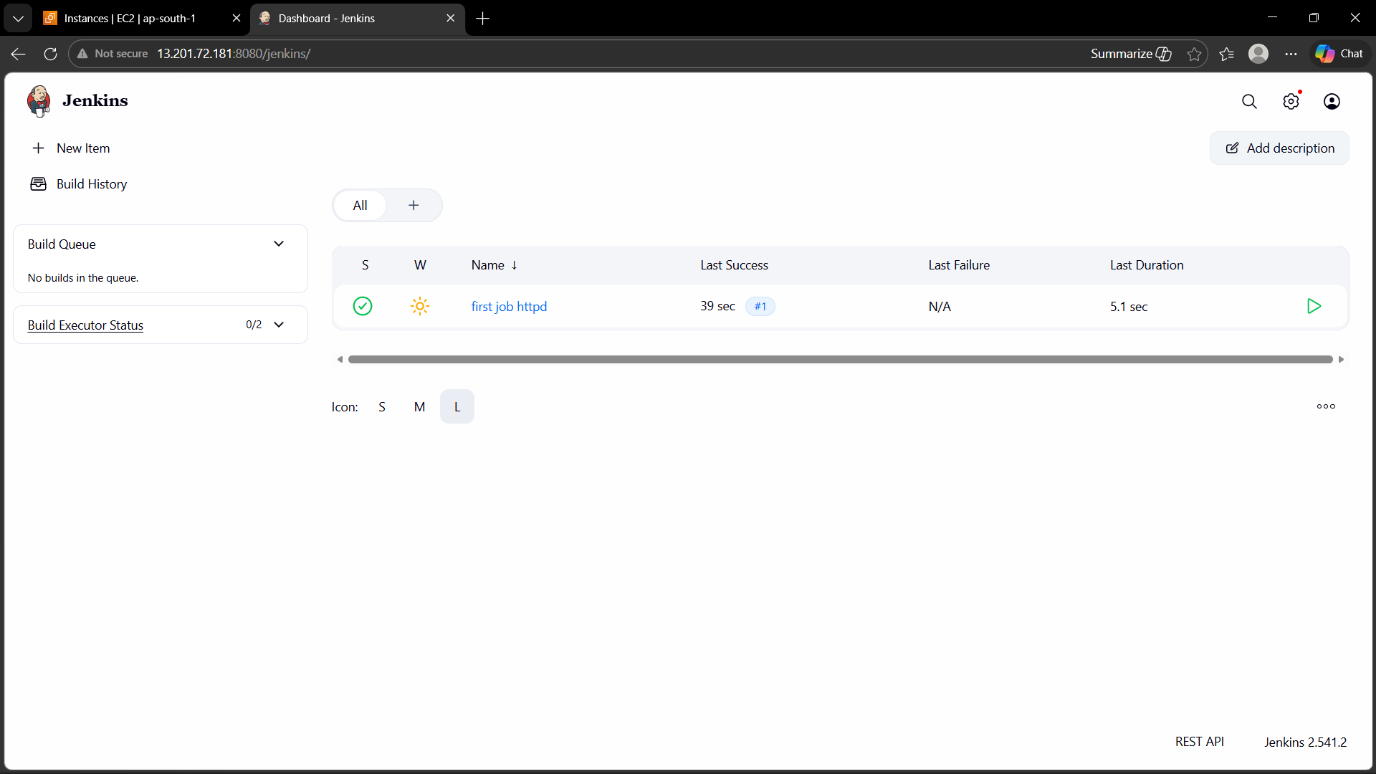 Instances | EC2 | ap-south-1
Dashboard - Jenkins
Not secure 13.201.72.181:8080/jenkins/
Summarize
Chat
Jenkins
New Item
Add description
Build History
All +
Build Queue
No builds in the queue.
S W Name ↓ Last Success Last Failure Last Duration
first job httpd 39 sec #1 N/A 5.1 sec
Build Executor Status 0/2
Icon: S M L
REST API Jenkins 2.541.2